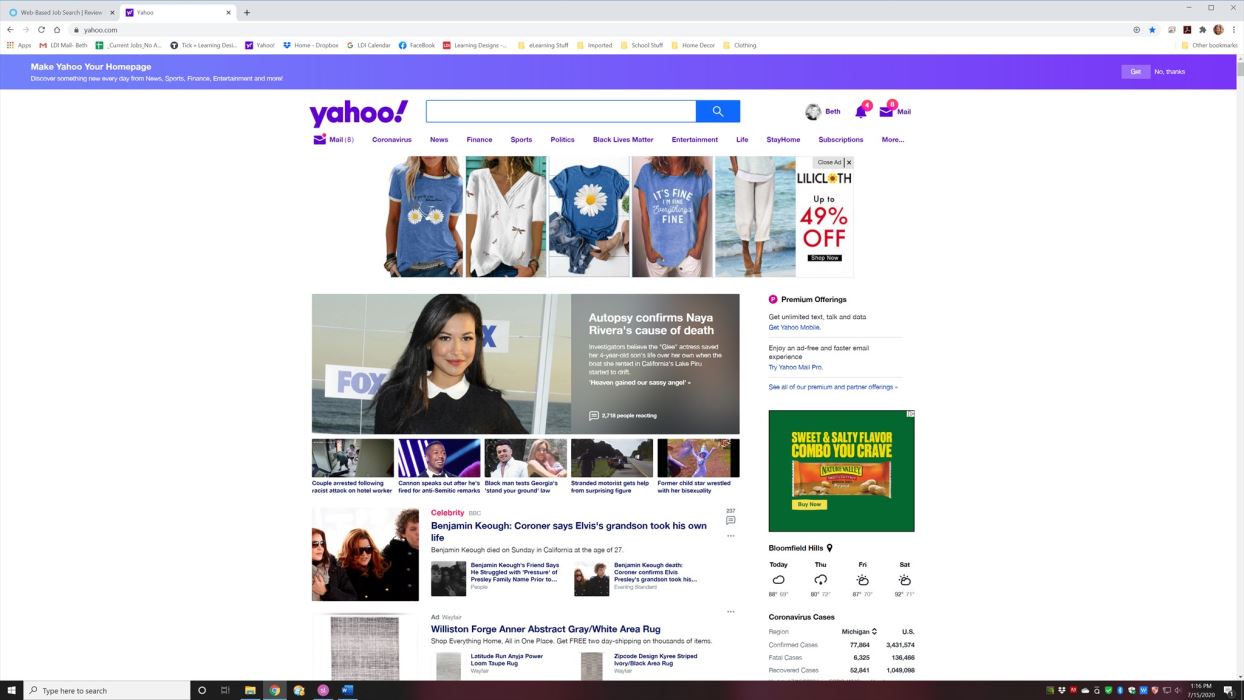 Web-Based Job Search | Review
Yahoo
yahoo.com
Apps
LDI Mail- Beth
_Current Jobs_No A...
Tick • Learning Desi...
Yahoo!
Home - Dropbox
LDI Calendar
FaceBook
Learning Designs -...
eLearning Stuff
Imported
School Stuff
Home Decor
Clothing
Other bookmarks
Make Yahoo Your Homepage
Discover something new every day from News, Sports, Finance, Entertainment and more!
Get
No, thanks
yahoo!
Beth
4
8
Mail
Mail (8)
Coronavirus
News
Finance
Sports
Politics
Black Lives Matter
Entertainment
Life
StayHome
Subscriptions
More...
Close Ad X
IT'S FINE
I'M FINE
Everything's
FINE
LILICLOTH
Up to
49%
OFF
Shop Now
FOX
X
Autopsy confirms Naya
Rivera's cause of death
Investigators believe the "Glee" actress saved
her 4-year-old son's life over her own when the
boat she rented in California's Lake Piru
started to drift.
'Heaven gained our sassy angel' »
2,718 people reacting
Couple arrested following
racist attack on hotel worker
Cannon speaks out after he's
fired for anti-Semitic remarks
Black man tests Georgia's
'stand your ground' law
Stranded motorist gets help
from surprising figure
Former child star wrestled
with her bisexuality
Celebrity BBC
Benjamin Keough: Coroner says Elvis's grandson took his own
life
Benjamin Keough died on Sunday in California at the age of 27.
237
Benjamin Keough's Friend Says
He Struggled with 'Pressure' of
Presley Family Name Prior to...
People
Benjamin Keough death:
Coroner confirms Elvis
Presley's grandson took his...
Evening Standard
Ad Wayfair
Williston Forge Anner Abstract Gray/White Area Rug
Shop Everything Home, All in One Place. Get FREE two day-shipping on thousands of items.
Latitude Run Anyja Power
Loom Taupe Rug
Wayfair
Zipcode Design Kyree Striped
Ivory/Black Area Rug
Wayfair
P Premium Offerings
Get unlimited text, talk and data
Get Yahoo Mobile.
Enjoy an ad-free and faster email
experience
Try Yahoo Mail Pro.
See all of our premium and partner offerings »
SWEET & SALTY FLAVOR
COMBO YOU CRAVE
NATURE VALLEY
Buy Now
Bloomfield Hills
Today Thu Fri Sat
88° 69° 80° 72° 87° 70° 92° 71°
Coronavirus Cases
Region Michigan U.S.
Confirmed Cases 77,864 3,431,574
Fatal Cases 6,325 136,466
Recovered Cases 52,841 1,049,098
Type here to search
1:16 PM
7/15/2020